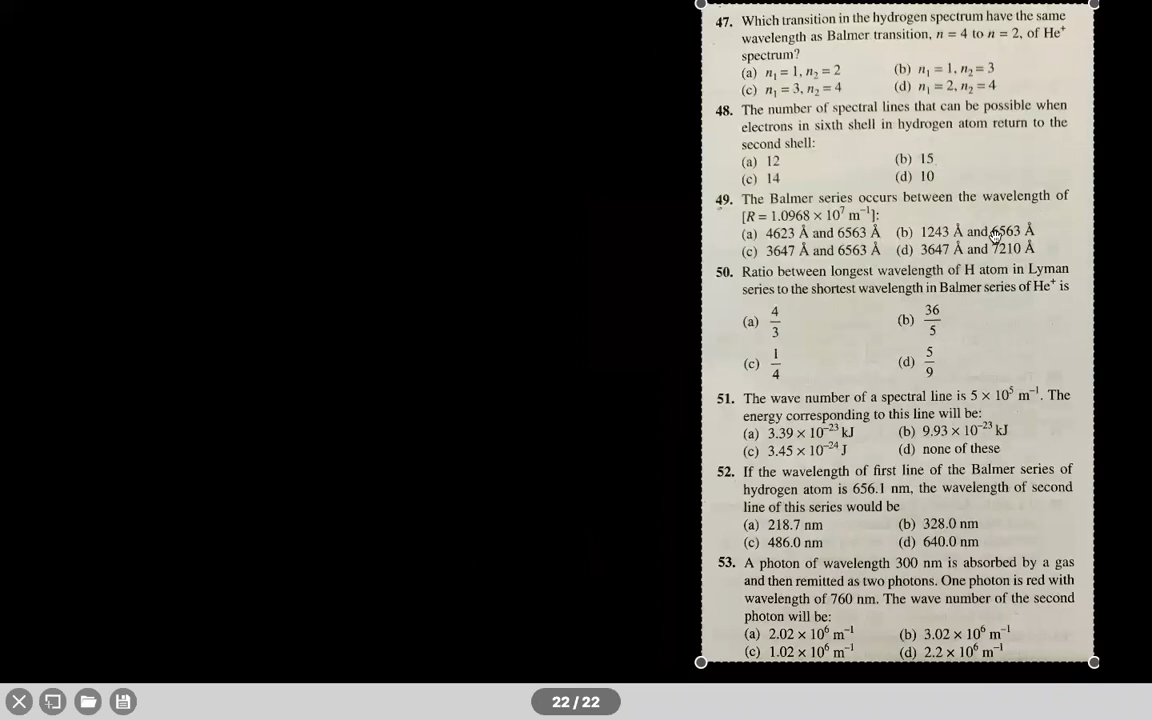 47. Which transition in the hydrogen spectrum have the same
wavelength as Balmer transition, n = 4 to n = 2, of He⁺
spectrum?
(a) n₁ = 1, n₂ = 2 (b) n₁ = 1, n₂ = 3
(c) n₁ = 3, n₂ = 4 (d) n₁ = 2, n₂ = 4
48. The number of spectral lines that can be possible when
electrons in sixth shell in hydrogen atom return to the
second shell:
(a) 12 (b) 15
(c) 14 (d) 10
49. The Balmer series occurs between the wavelength of
[R = 1.0968 × 10⁷ m⁻¹]:
(a) 4623 Å and 6563 Å (b) 1243 Å and 6563 Å
(c) 3647 Å and 6563 Å (d) 3647 Å and 7210 Å
50. Ratio between longest wavelength of H atom in Lyman
series to the shortest wavelength in Balmer series of He⁺ is
(a) 4/3 (b) 36/5
(c) 1/4 (d) 5/9
51. The wave number of a spectral line is 5 × 10⁵ m⁻¹. The
energy corresponding to this line will be:
(a) 3.39 × 10⁻²³ kJ (b) 9.93 × 10⁻²³ kJ
(c) 3.45 × 10⁻²⁴ J (d) none of these
52. If the wavelength of first line of the Balmer series of
hydrogen atom is 656.1 nm, the wavelength of second
line of this series would be
(a) 218.7 nm (b) 328.0 nm
(c) 486.0 nm (d) 640.0 nm
53. A photon of wavelength 300 nm is absorbed by a gas
and then remitted as two photons. One photon is red with
wavelength of 760 nm. The wave number of the second
photon will be:
(a) 2.02 × 10⁶ m⁻¹ (b) 3.02 × 10⁶ m⁻¹
(c) 1.02 × 10⁶ m⁻¹ (d) 2.2 × 10⁶ m⁻¹
22 / 22